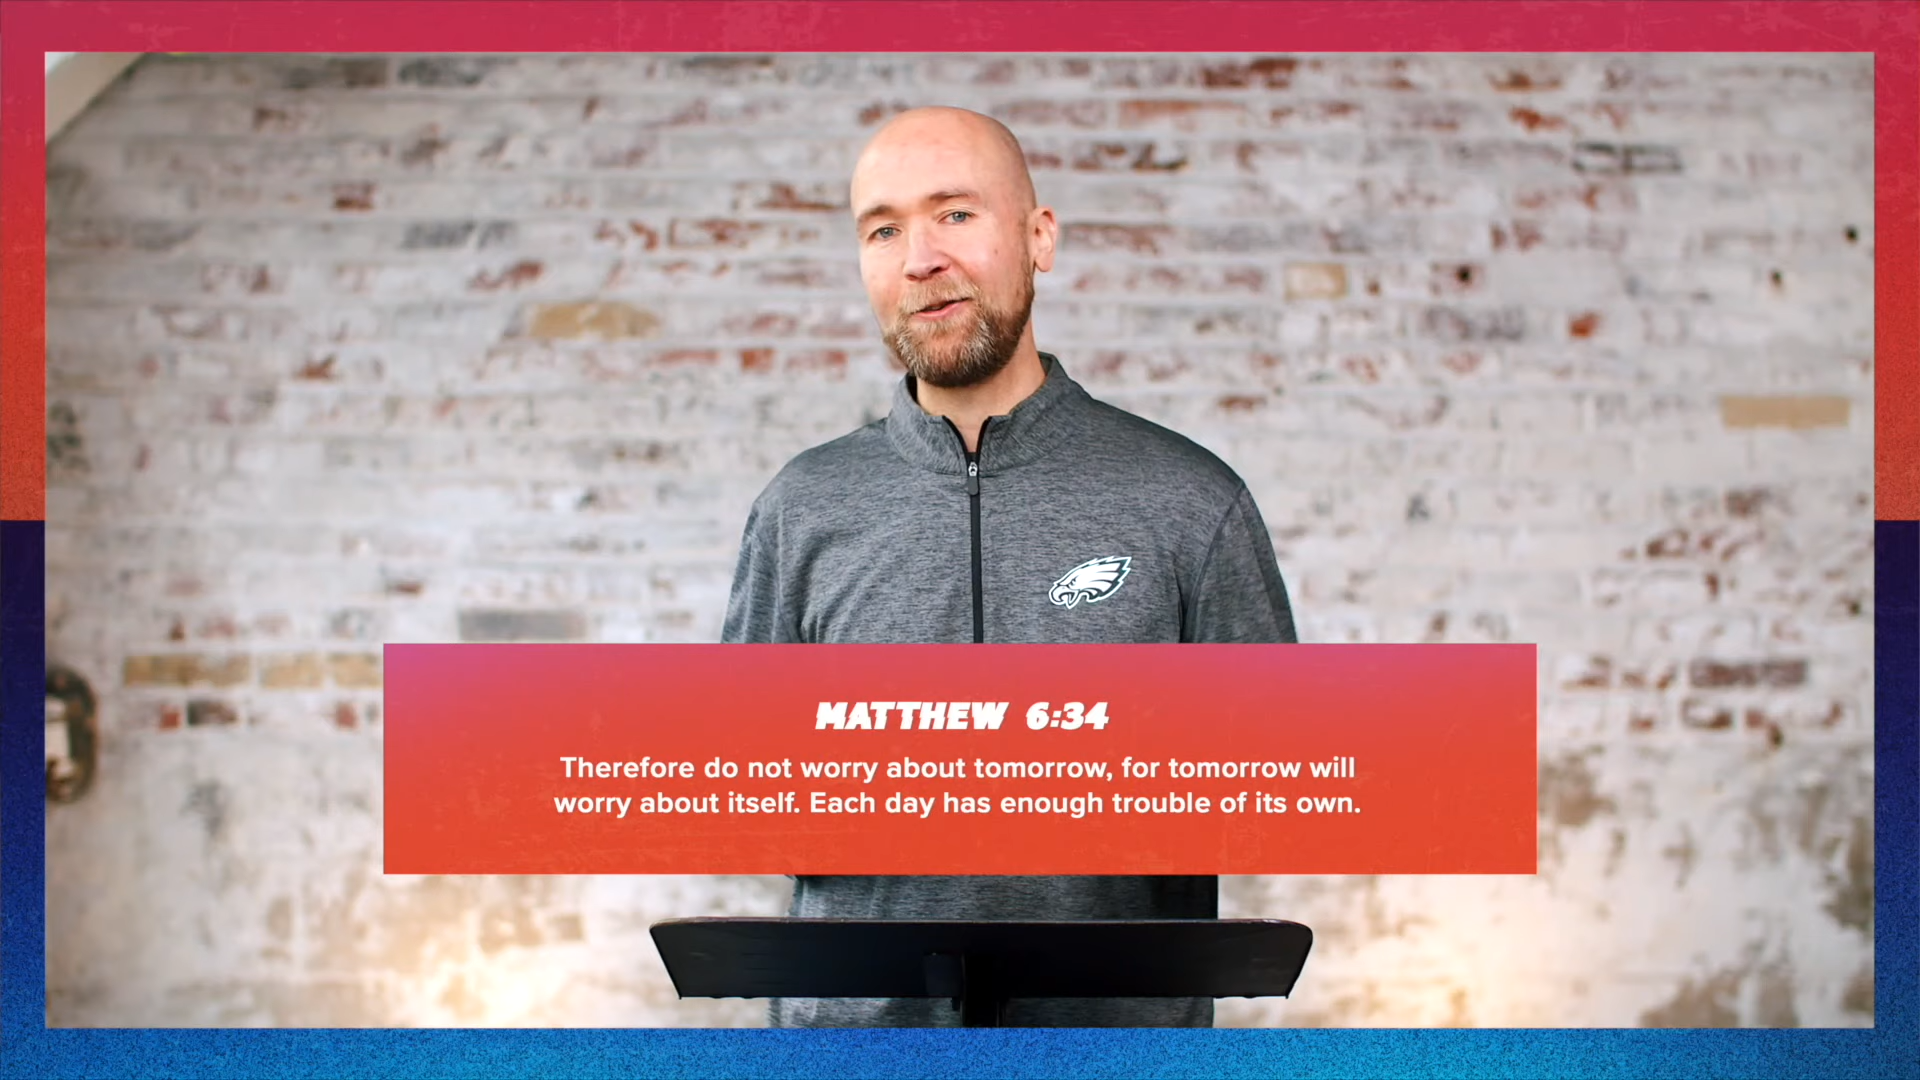 MATTHEW 6:34
Therefore do not worry about tomorrow, for tomorrow will
worry about itself. Each day has enough trouble of its own.